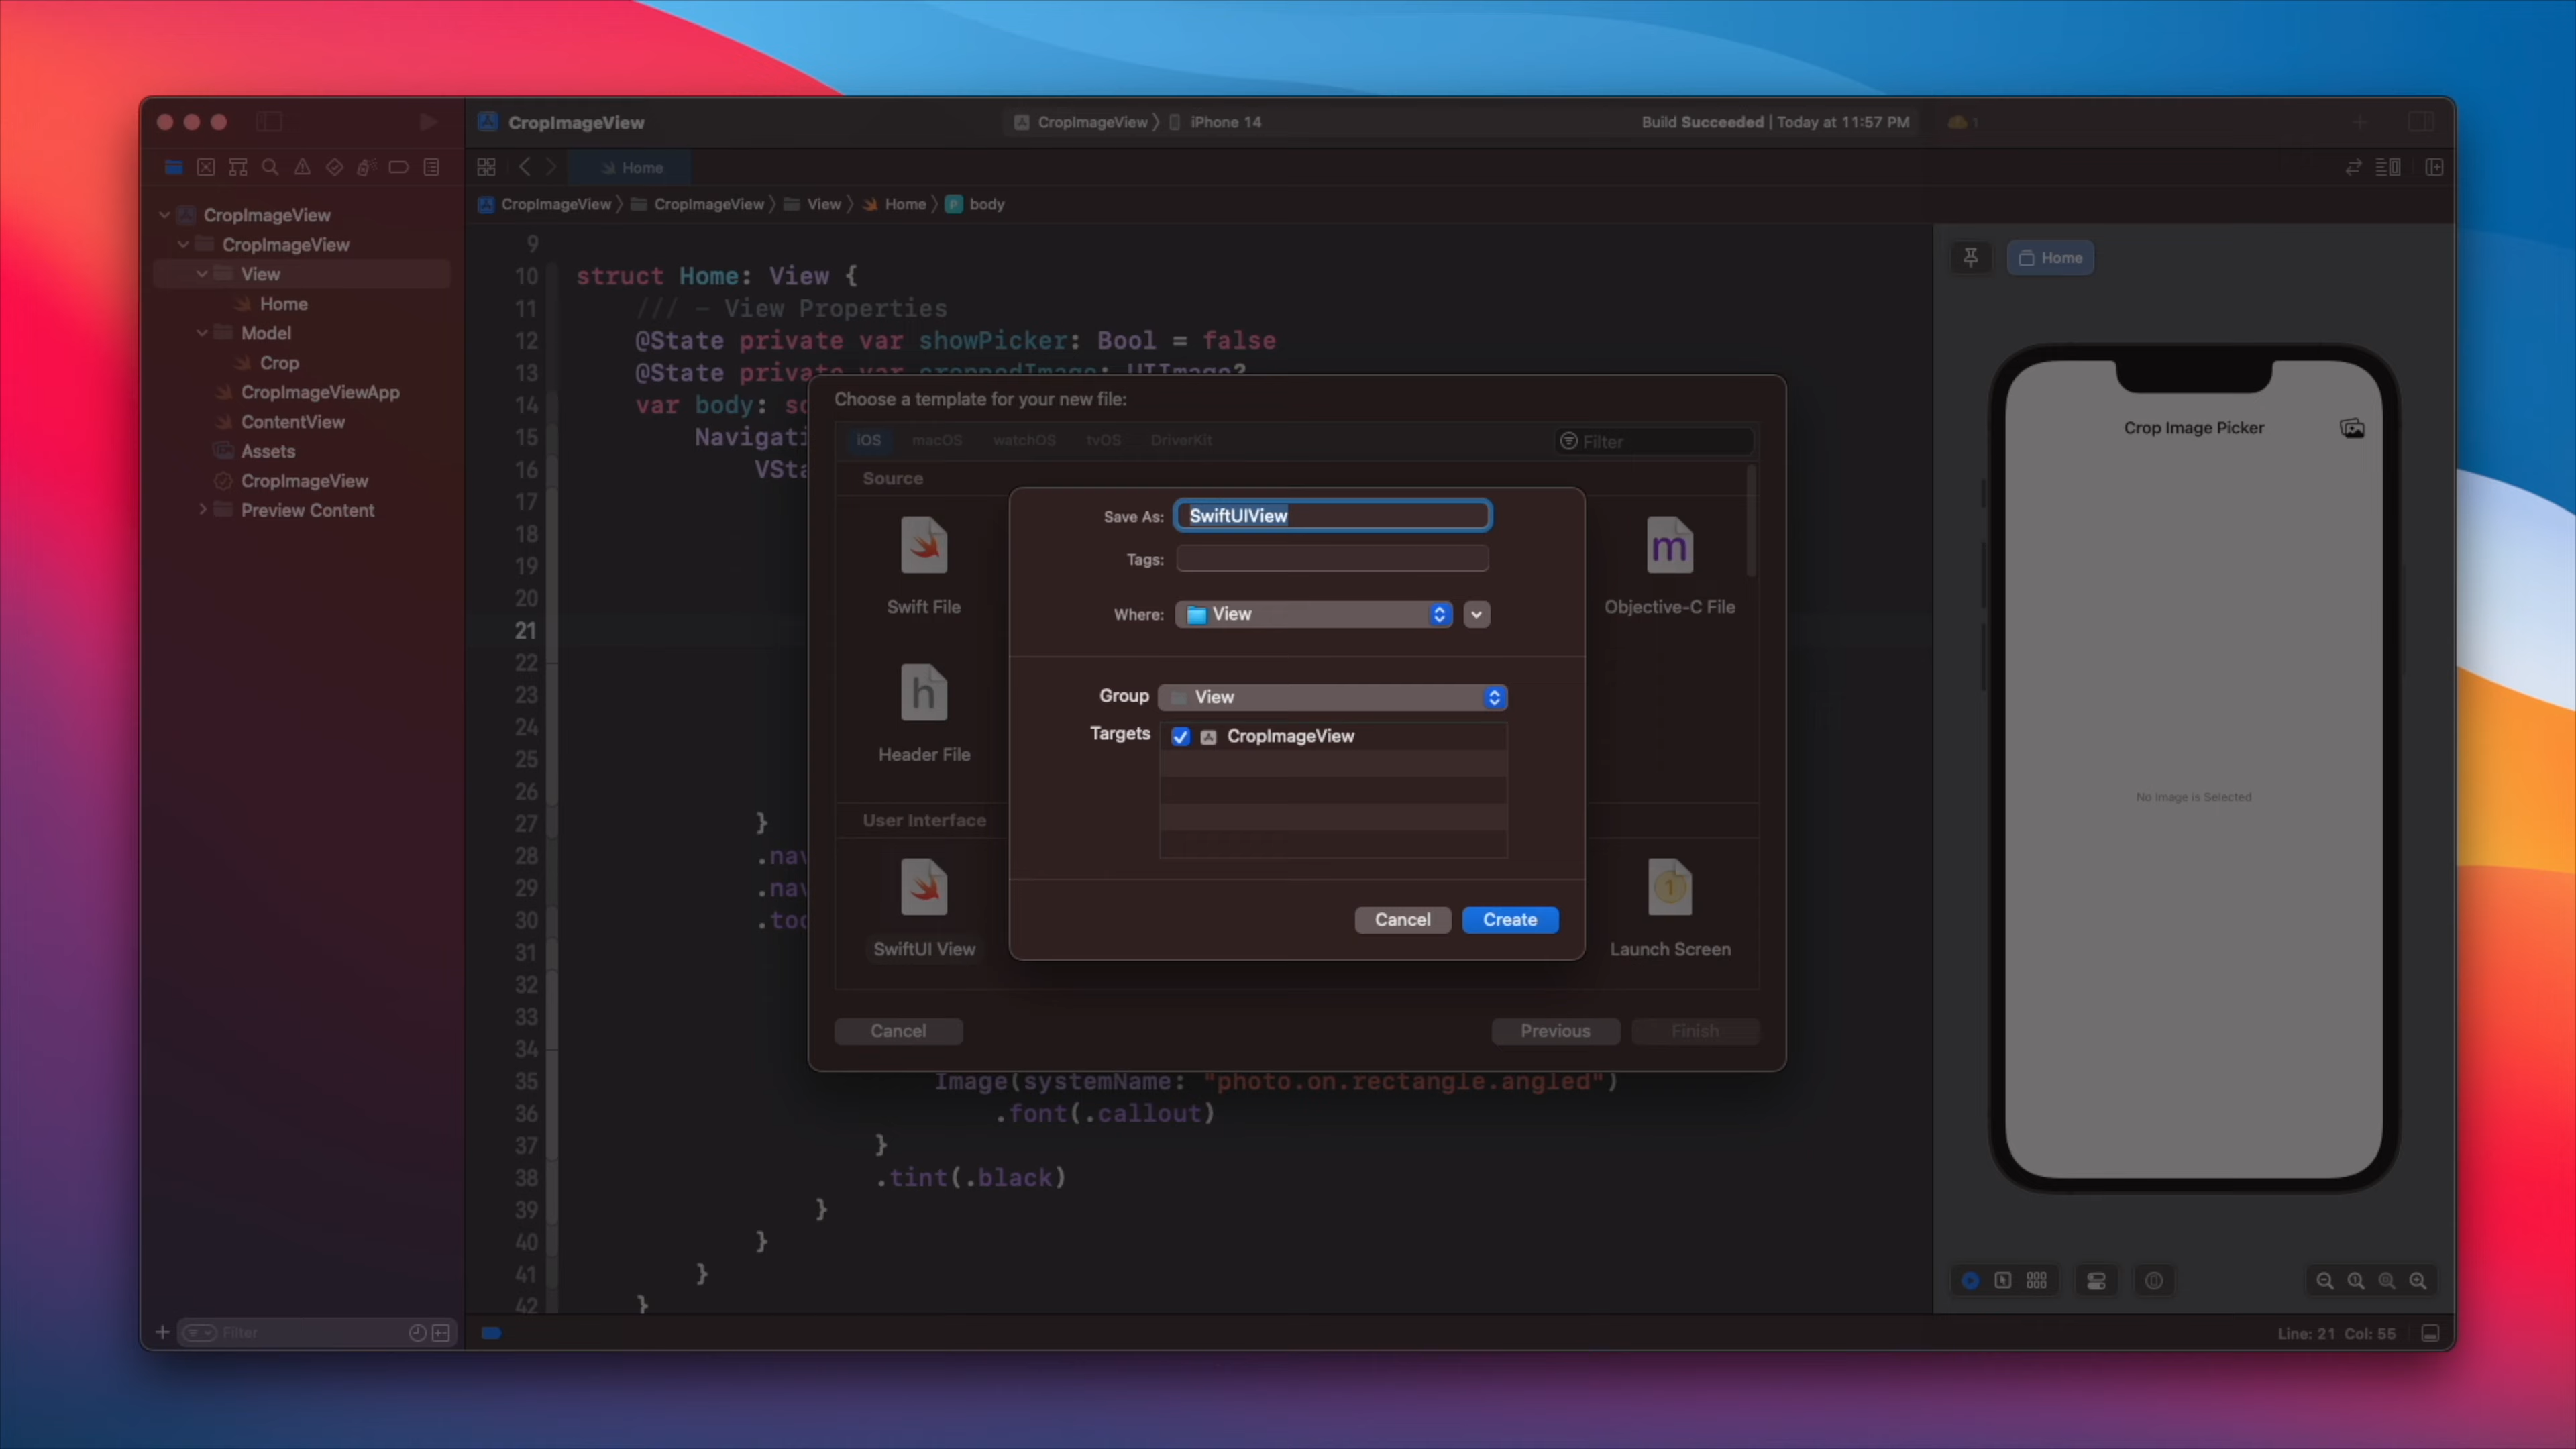 CropImageView
CropImageView 〉 iPhone 14
Build Succeeded | Today at 11:57 PM
1
Home
CropImageView 〉 CropImageView 〉 View 〉 Home 〉 body
CropImageView
CropImageView
View
Home
Model
Crop
CropImageViewApp
ContentView
Assets
CropImageView
Preview Content
Filter
9
10 struct Home: View {
11 /// - View Properties
12 @State private var showPicker: Bool = false
13 @State private var croppedImage: UIImage?
14 var body: so
15 Navigati
16 VSta
17
18
19
20
21
22
23
24
25
26
27 }
28 .nav
29 .nav
30 .too
31
32
33
34
35 Image(systemName: "photo.on.rectangle.angled")
36 .font(.callout)
37 }
38 .tint(.black)
39 }
40 }
41 }
42 }
Choose a template for your new file:
iOS macOS watchOS tvOS DriverKit
Filter
Source
Swift File
Objective-C File
Header File
User Interface
SwiftUI View
Launch Screen
Cancel
Previous
Finish
Save As: SwiftUIView
Tags:
Where: View
Group View
Targets CropImageView
Cancel
Create
Home
Crop Image Picker
No Image is Selected
Line: 21 Col: 55